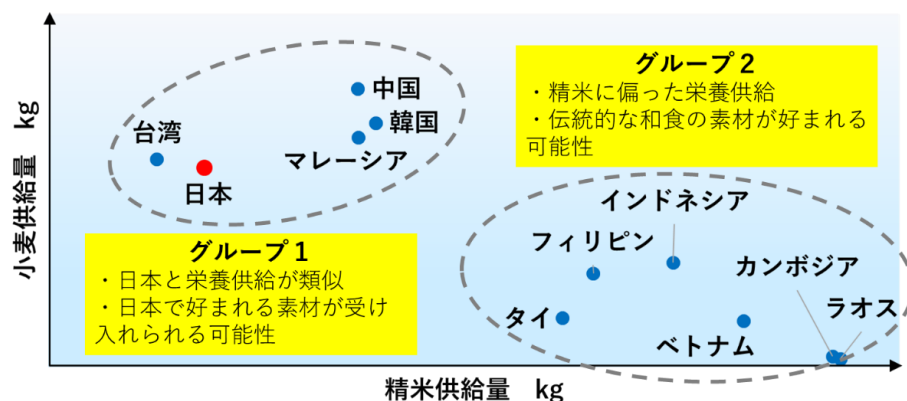 小麦供給量　kg
中国
韓国
台湾
マレーシア
日本
グループ1
・日本と栄養供給が類似
・日本で好まれる素材が受け
入れられる可能性
グループ2
・精米に偏った栄養供給
・伝統的な和食の素材が好まれる
可能性
インドネシア
フィリピン
カンボジア
タイ
ラオス
ベトナム
精米供給量　kg